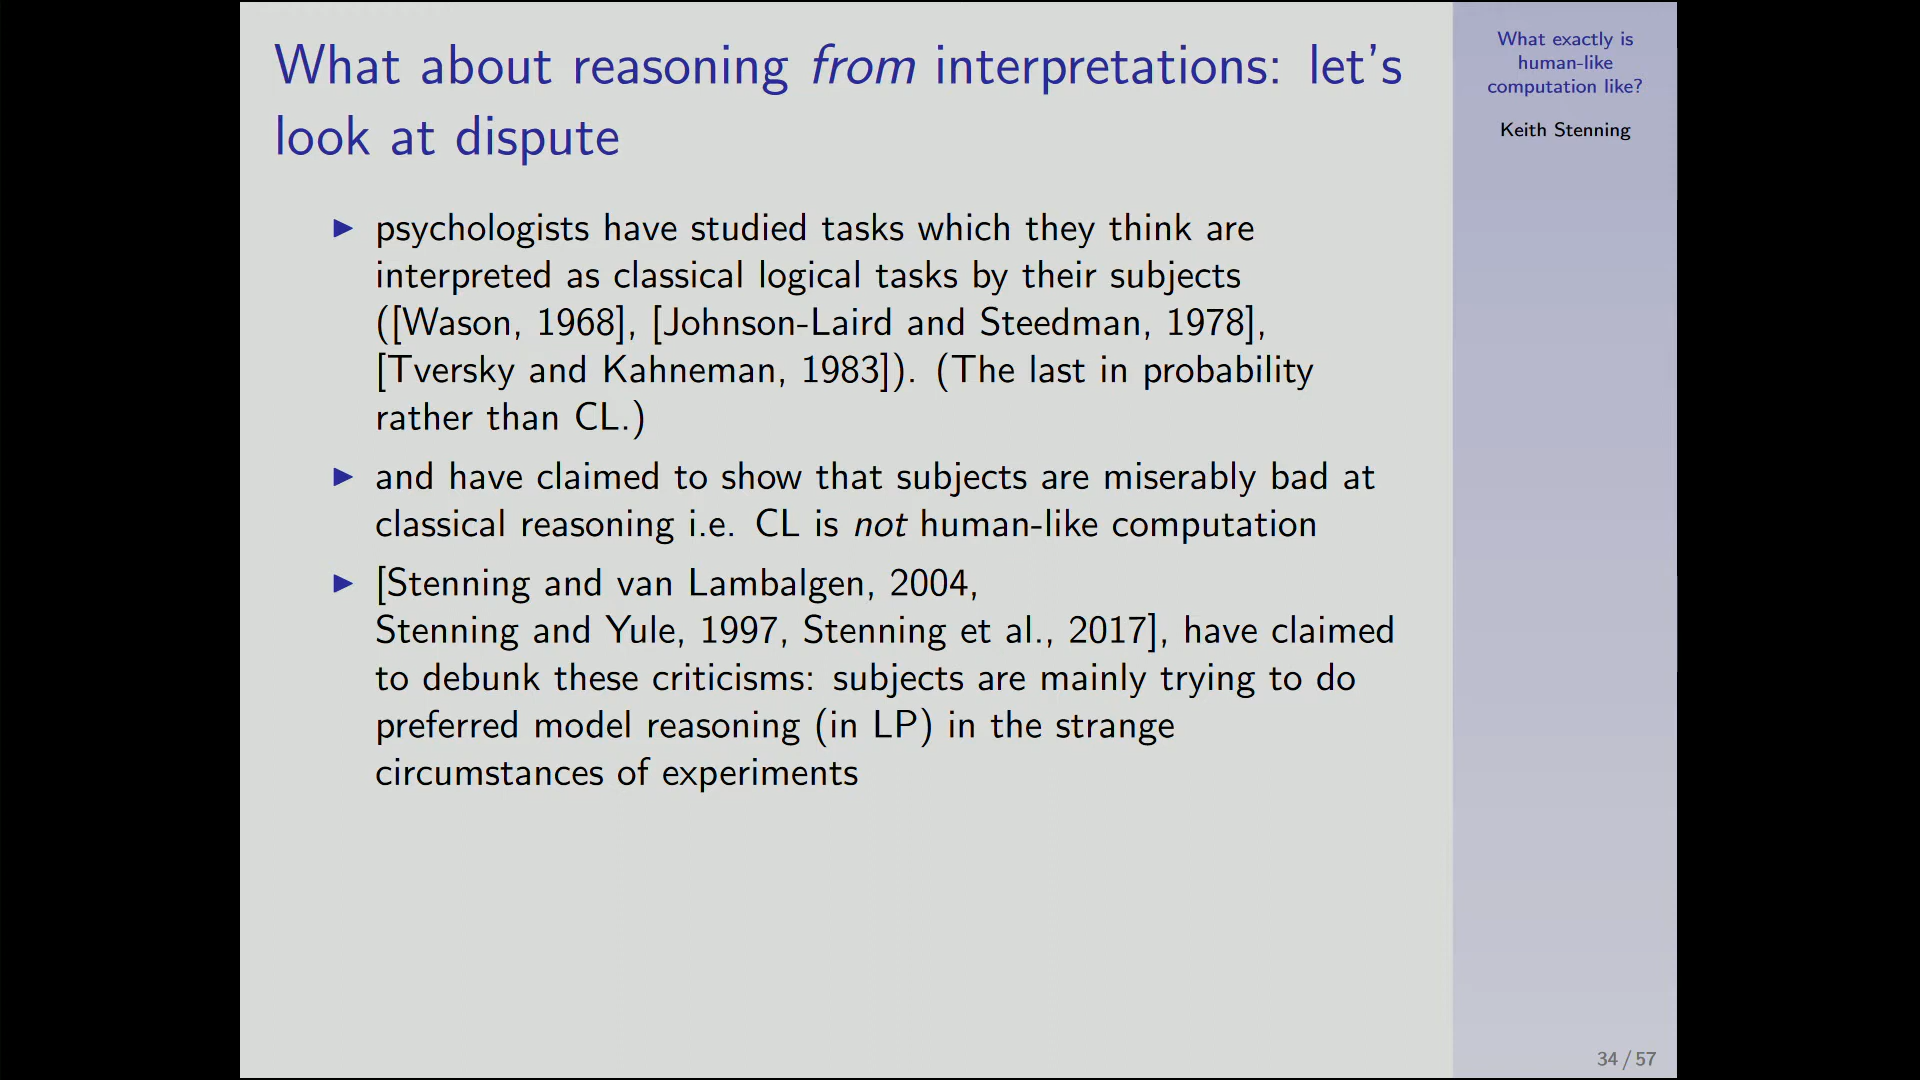 What about reasoning from interpretations: let's
look at dispute
▶ psychologists have studied tasks which they think are
interpreted as classical logical tasks by their subjects
([Wason, 1968], [Johnson-Laird and Steedman, 1978],
[Tversky and Kahneman, 1983]). (The last in probability
rather than CL.)
▶ and have claimed to show that subjects are miserably bad at
classical reasoning i.e. CL is not human-like computation
▶ [Stenning and van Lambalgen, 2004,
Stenning and Yule, 1997, Stenning et al., 2017], have claimed
to debunk these criticisms: subjects are mainly trying to do
preferred model reasoning (in LP) in the strange
circumstances of experiments
What exactly is
human-like
computation like?
Keith Stenning
34 / 57